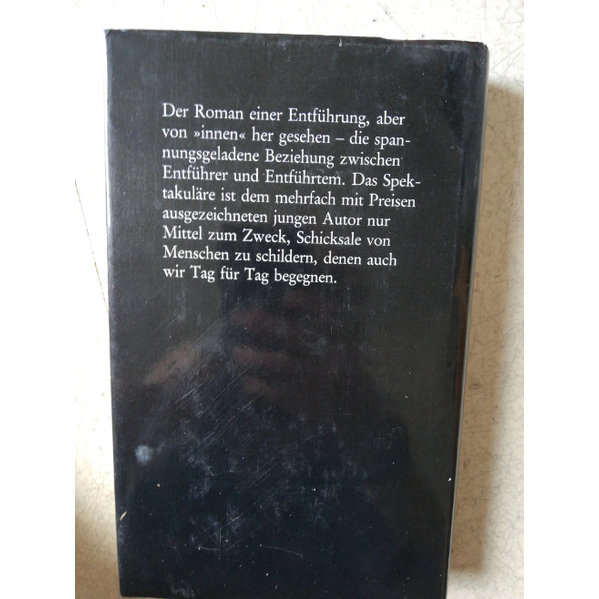 Der Roman einer Entführung, aber
von »innen« her gesehen – die span-
nungsgeladene Beziehung zwischen
Entführer und Entführtem. Das Spek-
takuläre ist dem mehrfach mit Preisen
ausgezeichneten jungen Autor nur
Mittel zum Zweck, Schicksale von
Menschen zu schildern, denen auch
wir Tag für Tag begegnen.